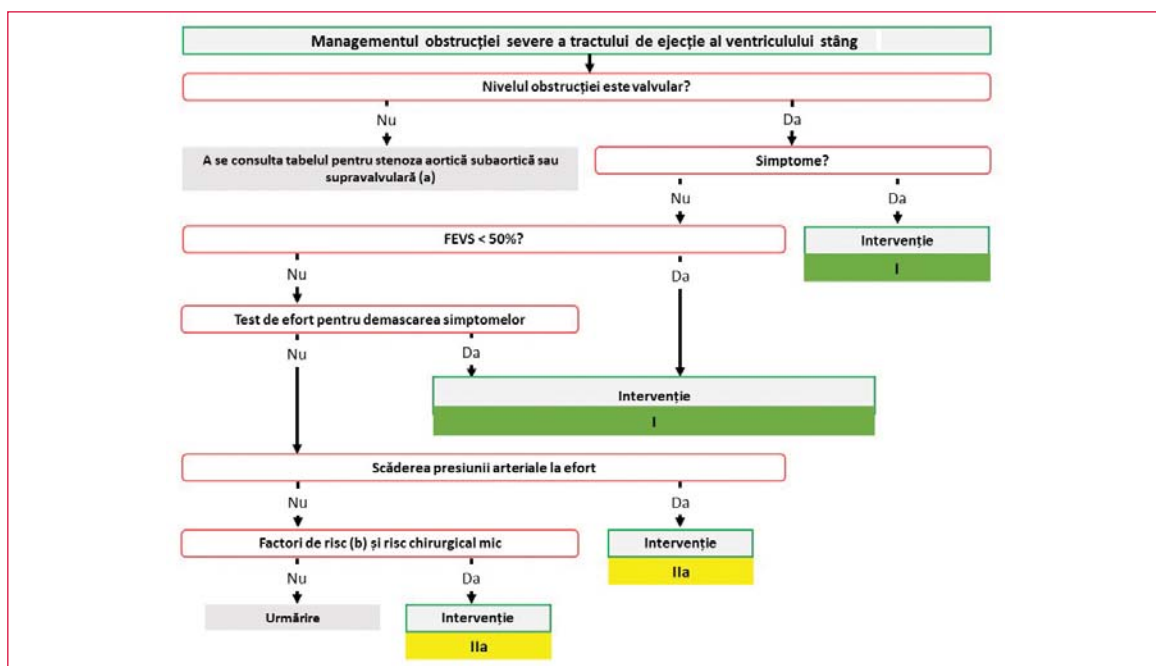 Managementul obstrucției severe a tractului de ejecție al ventriculului stâng
Nivelul obstrucției este valvular?
Nu
Da
A se consulta tabelul pentru stenoza aortică subaortică sau
supravalvulară (a)
Simptome?
Nu
Da
FEVS < 50%?
Intervenție
I
Nu
Da
Test de efort pentru demascarea simptomelor
Nu
Da
Intervenție
I
Scăderea presiunii arteriale la efort
Nu
Da
Factori de risc (b) și risc chirurgical mic
Intervenție
IIa
Nu
Da
Urmărire
Intervenție
IIa